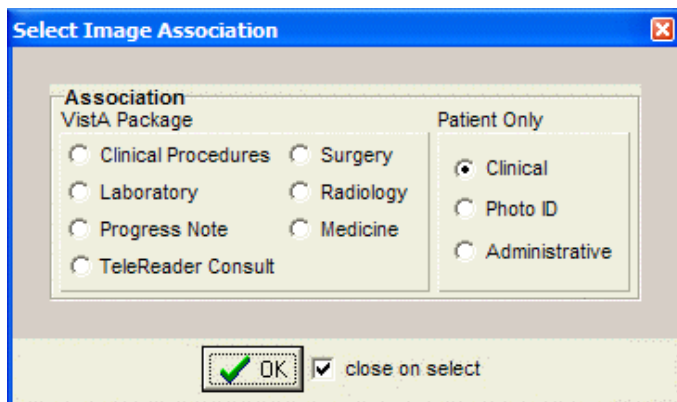 Select Image Association
Association
VistA Package
Patient Only
Clinical Procedures
Surgery
Clinical
Laboratory
Radiology
Photo ID
Progress Note
Medicine
Administrative
TeleReader Consult
OK
close on select